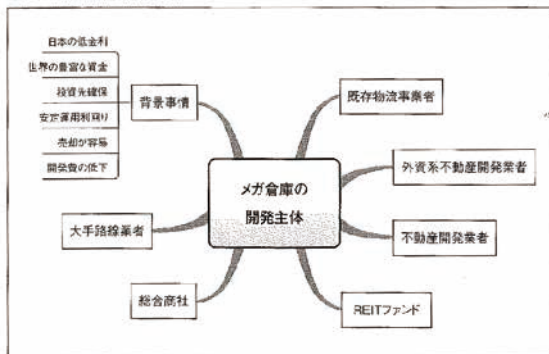 日本の低金利
世界の豊富な資金
投資先確保
安定運用利回り
売却が容易
開発費の低下
背景事情
大手路線業者
総合商社
メガ倉庫の
開発主体
既存物流事業者
外資系不動産開発業者
不動産開発業者
REITファンド